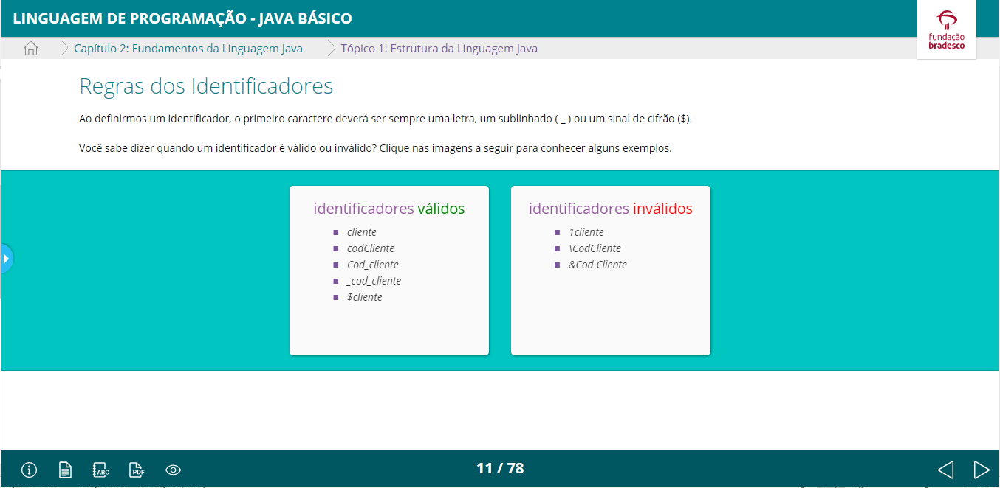 LINGUAGEM DE PROGRAMAÇÃO - JAVA BÁSICO
fundação
bradesco
Capítulo 2: Fundamentos da Linguagem Java
Tópico 1: Estrutura da Linguagem Java
Regras dos Identificadores
Ao definirmos um identificador, o primeiro caractere deverá ser sempre uma letra, um sublinhado ( _ ) ou um sinal de cifrão ($).
Você sabe dizer quando um identificador é válido ou inválido? Clique nas imagens a seguir para conhecer alguns exemplos.
identificadores válidos
cliente
codCliente
Cod_cliente
_cod_cliente
$cliente
identificadores inválidos
1cliente
\CodCliente
&Cod Cliente
ABC
PDF
11 / 78